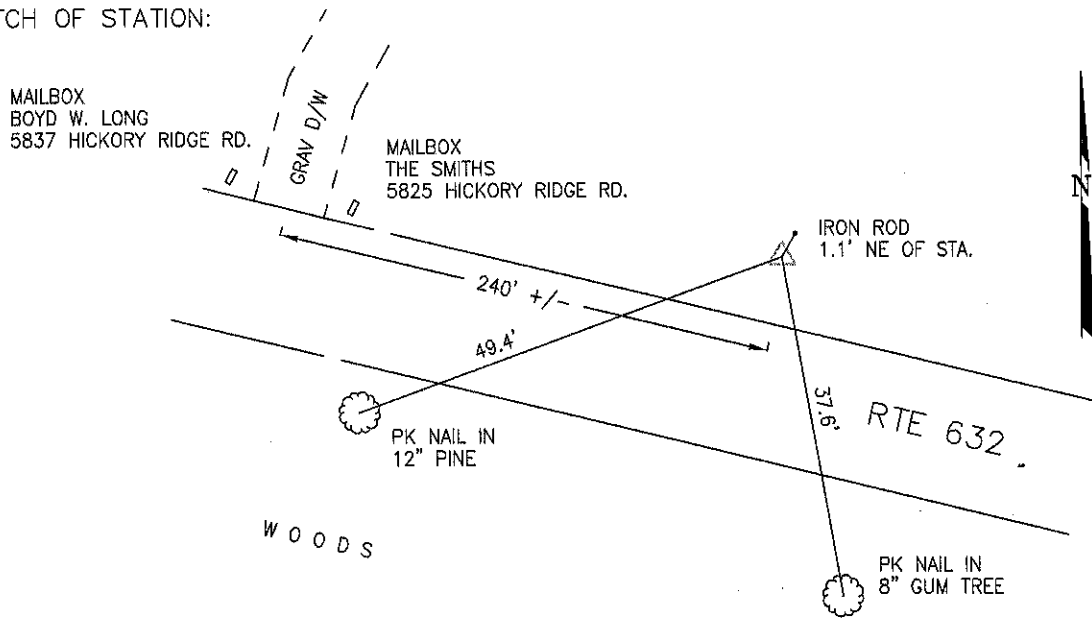 TCH OF STATION:
MAILBOX
BOYD W. LONG
5837 HICKORY RIDGE RD.
GRAV D/W
MAILBOX
THE SMITHS
5825 HICKORY RIDGE RD.
N
IRON ROD
1.1' NE OF STA.
240' +/-
49.4'
37.6'
RTE 632
PK NAIL IN
12" PINE
WOODS
PK NAIL IN
8" GUM TREE